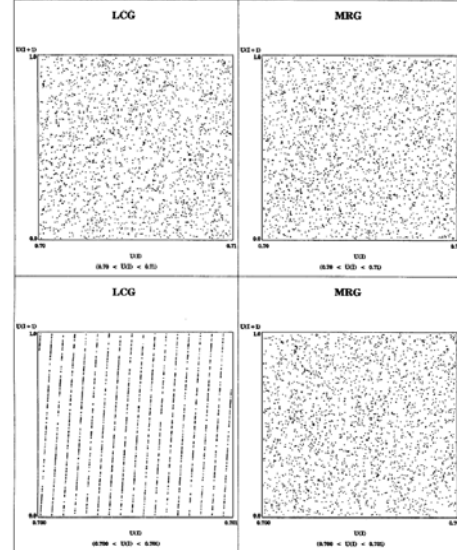 LCG
MRG
U(I + 1)
U(I + 1)
1.0
1.0
0.0
0.0
0.70
0.71
0.70
U(I)
U(I)
(0.70 < U(I) < 0.71)
(0.70 < U(I) < 0.71)
LCG
MRG
U(I + 1)
U(I + 1)
1.0
1.0
0.0
0.0
0.700
0.701
0.700
U(I)
U(I)
(0.700 < U(I) < 0.701)
(0.700 < U(I) < 0.701)